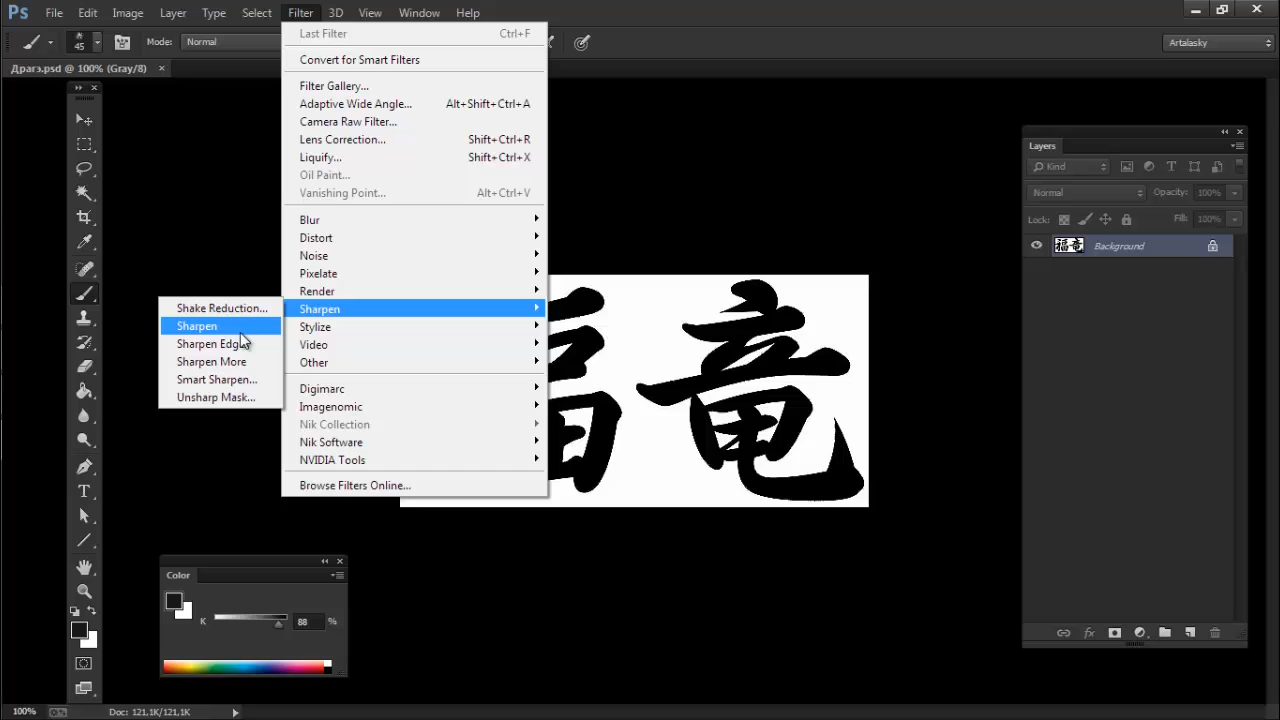 Ps File Edit Image Layer Type Select Filter 3D View Window Help
45 Mode: Normal Artalasky
Драгэ.psd @ 100% (Gray/8)
Last Filter Ctrl+F
Convert for Smart Filters
Filter Gallery...
Adaptive Wide Angle... Alt+Shift+Ctrl+A
Camera Raw Filter...
Lens Correction... Shift+Ctrl+R
Liquify... Shift+Ctrl+X
Oil Paint...
Vanishing Point... Alt+Ctrl+V
Blur
Distort
Noise
Pixelate
Render
Sharpen
Stylize
Video
Other
Digimarc
Imagenomic
Nik Collection
Nik Software
NVIDIA Tools
Browse Filters Online...
Shake Reduction...
Sharpen
Sharpen Edges
Sharpen More
Smart Sharpen...
Unsharp Mask...
福竜
Layers
Kind
Normal Opacity: 100%
Lock: Fill: 100%
福竜 Background
Color
K 88 %
100% Doc: 121,1K/121,1K